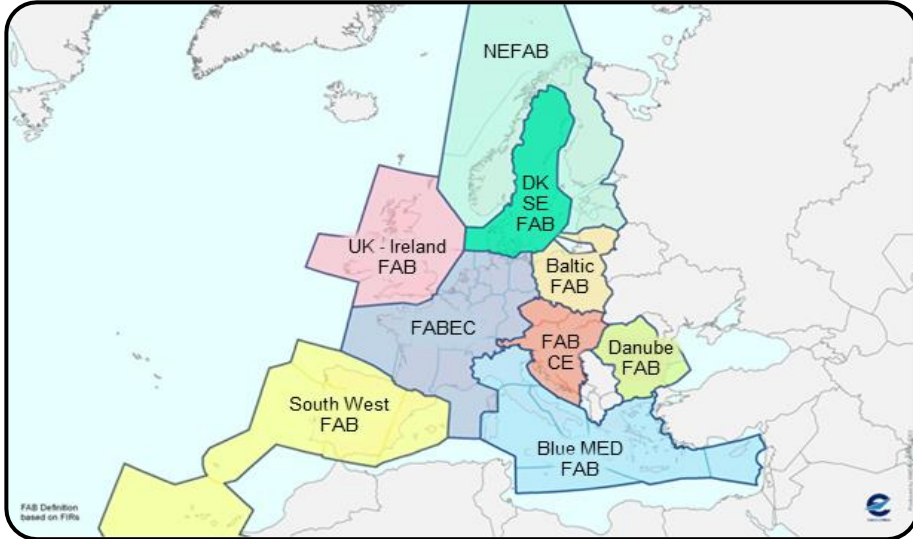 NEFAB
DK
SE
FAB
UK - Ireland
FAB
Baltic
FAB
FABEC
FAB
CE
Danube
FAB
South West
FAB
Blue MED
FAB
FAB Definition
based on FIRs